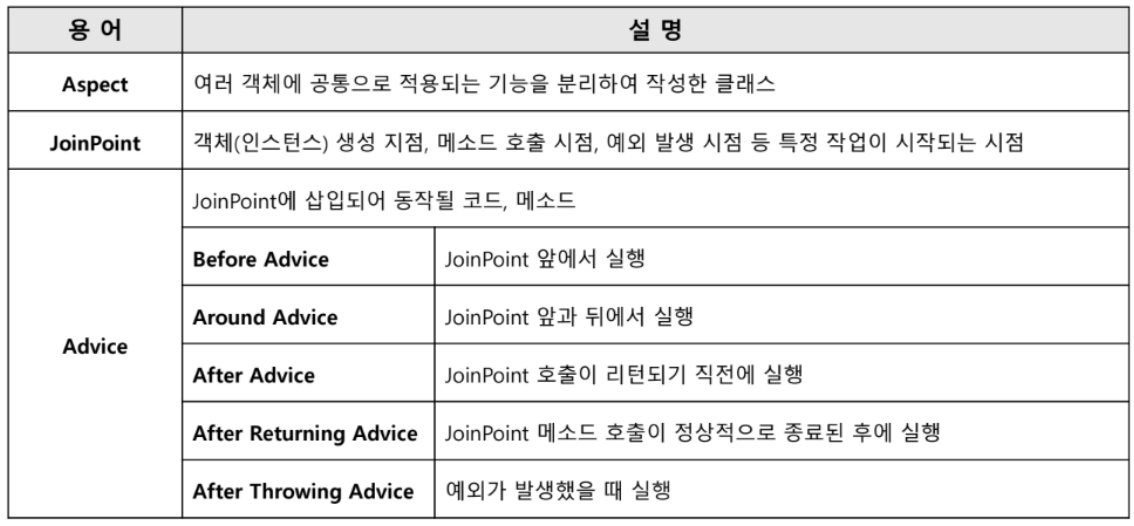 용 어 설 명
Aspect 여러 객체에 공통으로 적용되는 기능을 분리하여 작성한 클래스
JoinPoint 객체(인스턴스) 생성 지점, 메소드 호출 시점, 예외 발생 시점 등 특정 작업이 시작되는 시점
Advice
JoinPoint에 삽입되어 동작될 코드, 메소드
Before Advice JoinPoint 앞에서 실행
Around Advice JoinPoint 앞과 뒤에서 실행
After Advice JoinPoint 호출이 리턴되기 직전에 실행
After Returning Advice JoinPoint 메소드 호출이 정상적으로 종료된 후에 실행
After Throwing Advice 예외가 발생했을 때 실행